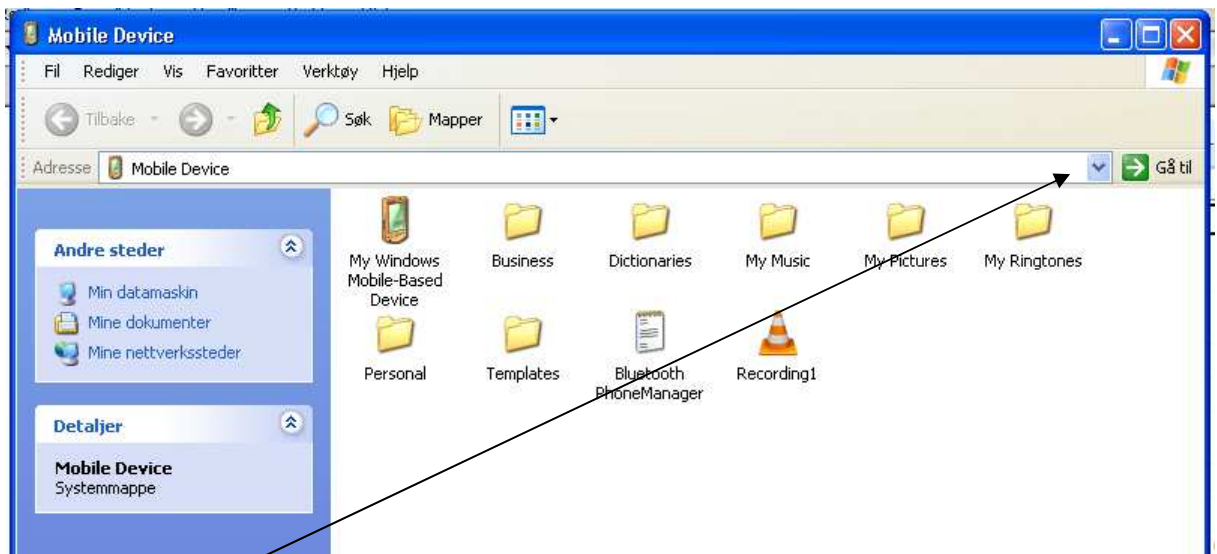 Mobile Device
Fil Rediger Vis Favoritter Verktøy Hjelp
Tilbake Søk Mapper
Adresse Mobile Device Gå til
Andre steder
Min datamaskin
Mine dokumenter
Mine nettverkssteder
Detaljer
Mobile Device
Systemmappe
My Windows
Mobile-Based
Device
Business
Dictionaries
My Music
My Pictures
My Ringtones
Personal
Templates
Bluetooth
PhoneManager
Recording1